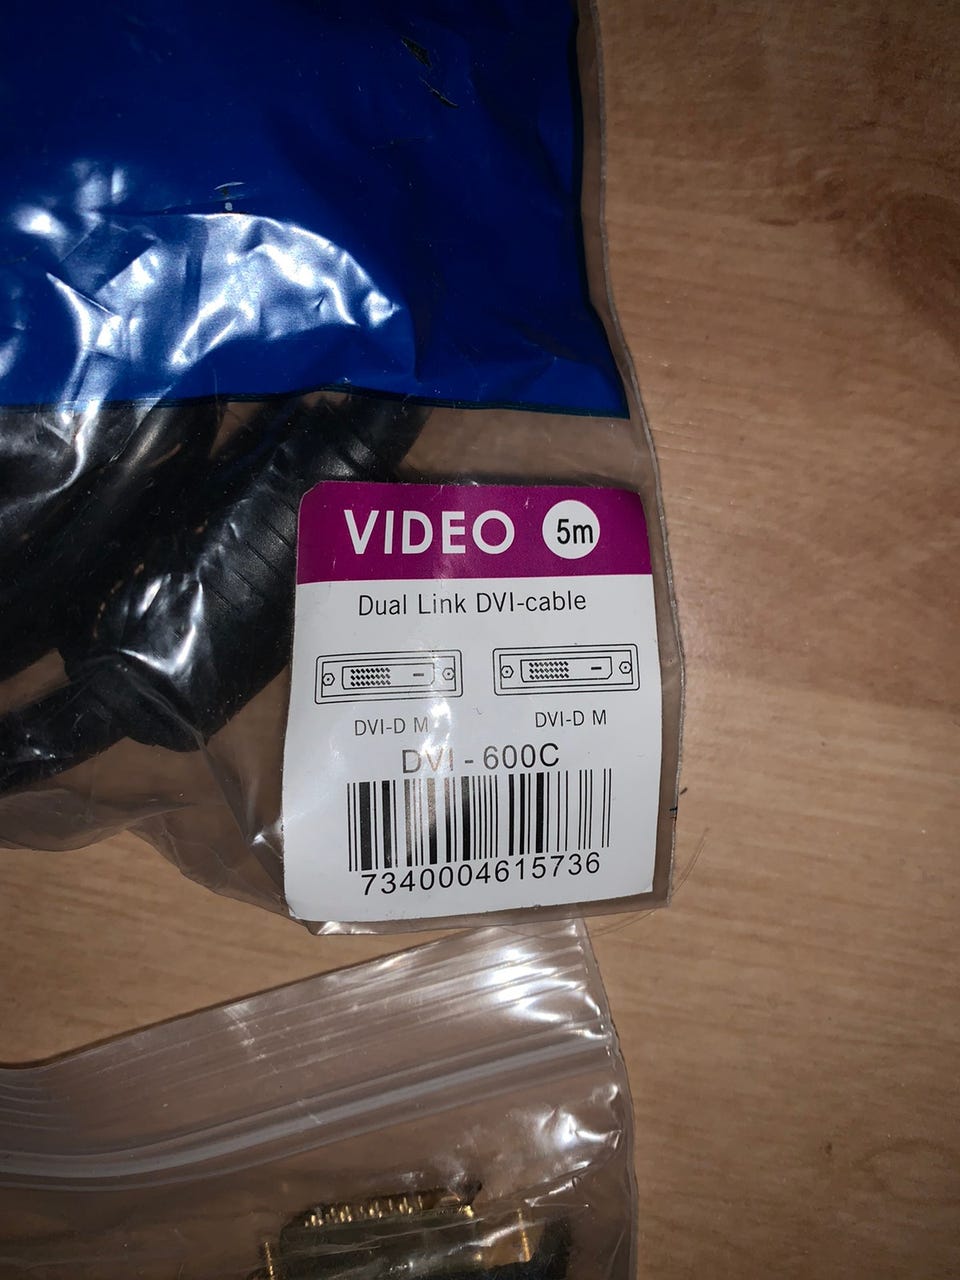 VIDEO 5m
Dual Link DVI-cable
DVI-D M DVI-D M
DVI-600C
7340004615736